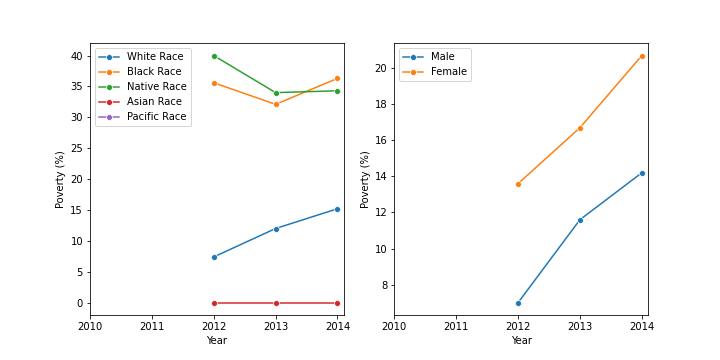 White Race
Black Race
Native Race
Asian Race
Pacific Race
40
35
30
25
20
15
10
5
0
Poverty (%)
2010 2011 2012 2013 2014
Year
Male
Female
20
18
16
14
12
10
8
Poverty (%)
2010 2011 2012 2013 2014
Year